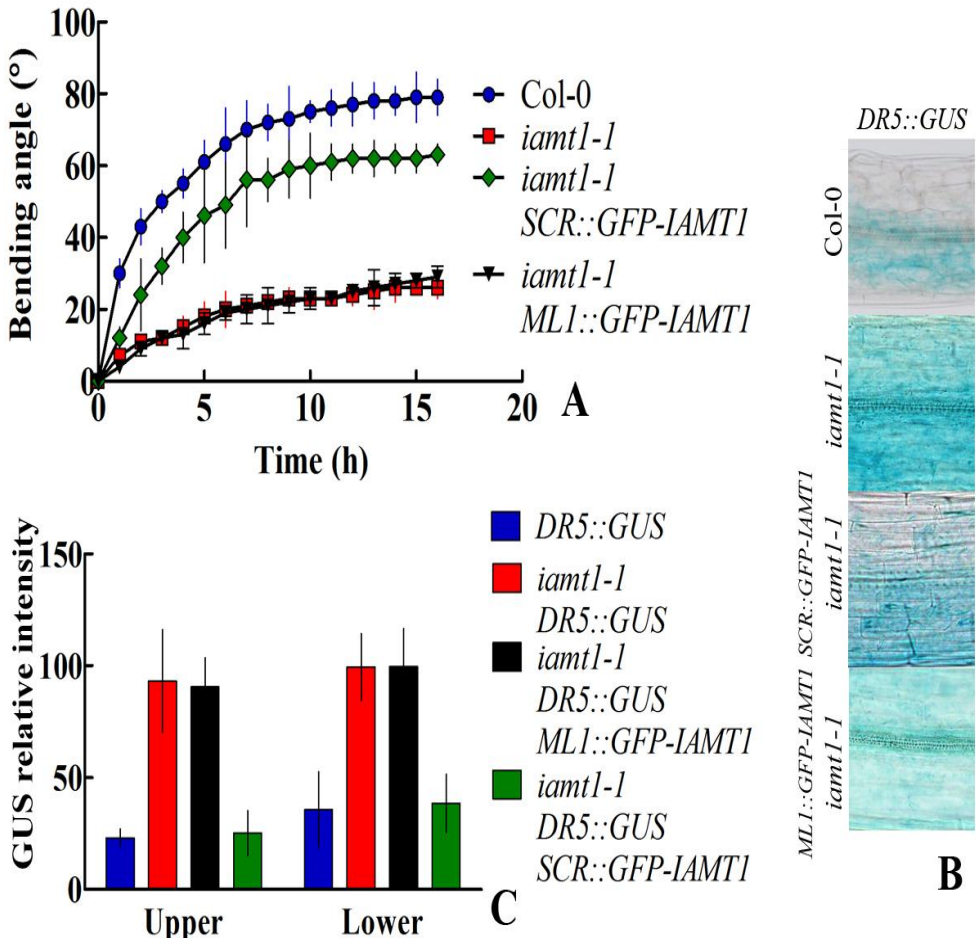 100
80
60
40
20
0
Bending angle (°)
0
5
10
15
20
Time (h)
Col-0
iamt1-1
iamt1-1
SCR::GFP-IAMT1
iamt1-1
ML1::GFP-IAMT1
A
DR5::GUS
Col-0
iamt1-1
SCR::GFP-IAMT1
iamt1-1
ML1::GFP-IAMT1
iamt1-1
B
150
100
50
0
GUS relative intensity
Upper
Lower
DR5::GUS
iamt1-1
DR5::GUS
iamt1-1
DR5::GUS
ML1::GFP-IAMT1
iamt1-1
DR5::GUS
SCR::GFP-IAMT1
C